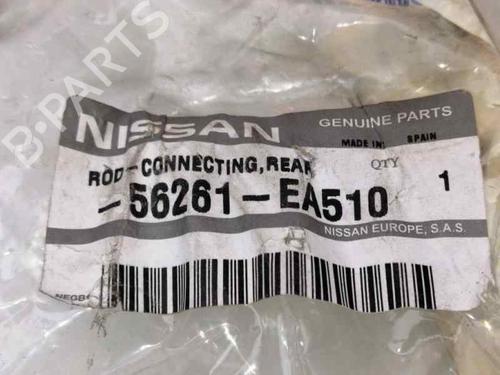 NISSAN
GENUINE PARTS
MADE IN SPAIN
ROD-CONNECTING,REAR
QTY
-56261-EA510
1
NISSAN EUROPE, S.A.S.
B-PARTS